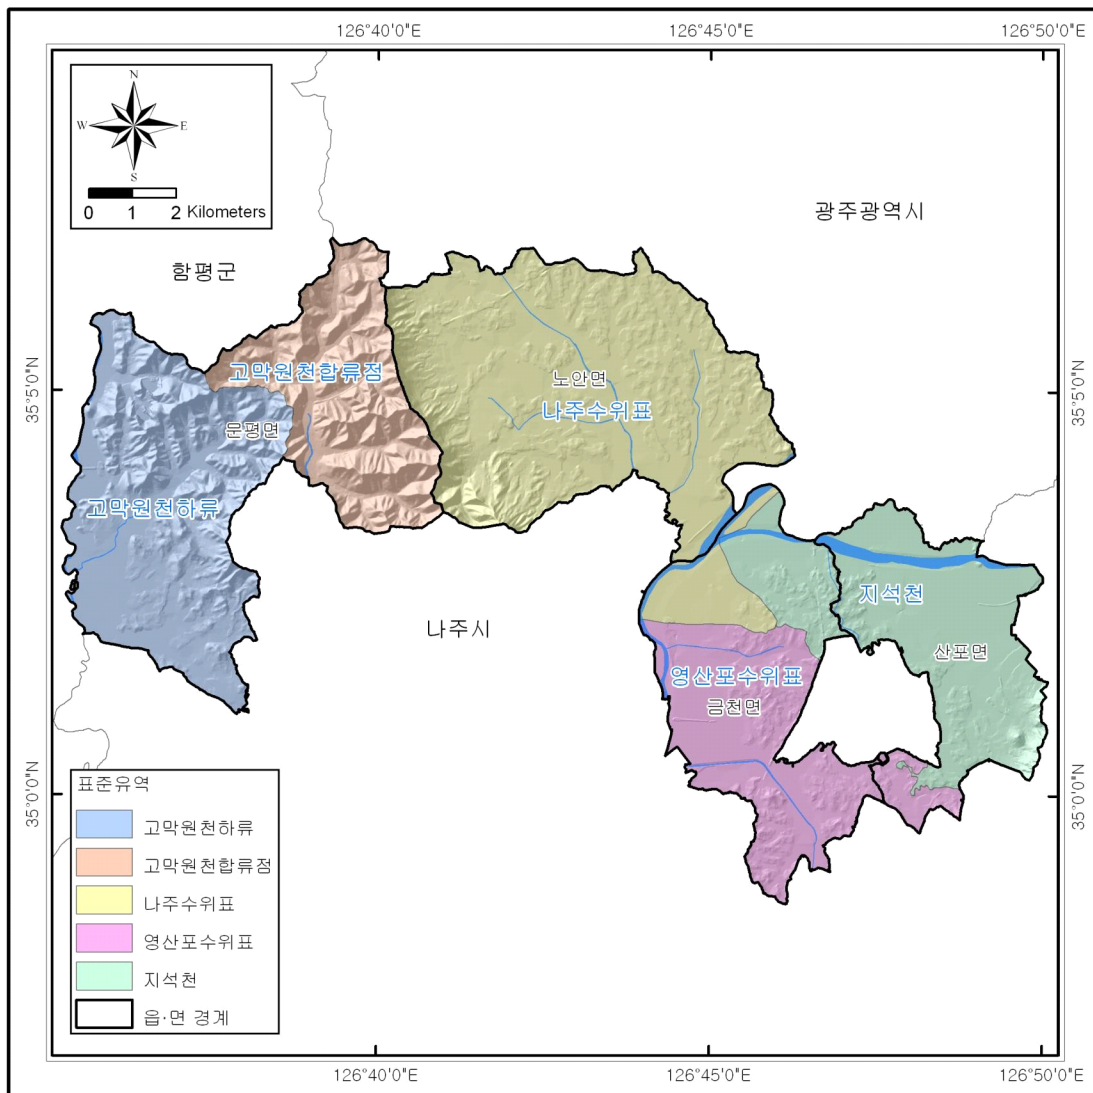 126°40'0"E
126°45'0"E
126°50'0"E
N
W
E
S
0 1 2 Kilometers
광주광역시
함평군
35°5'0"N
35°5'0"N
고막원천합류점
노안면
나주수위표
문평면
고막원천하류
지석천
나주시
산포면
영산포수위표
금천면
35°0'0"N
35°0'0"N
표준유역
고막원천하류
고막원천합류점
나주수위표
영산포수위표
지석천
읍·면 경계
126°40'0"E
126°45'0"E
126°50'0"E